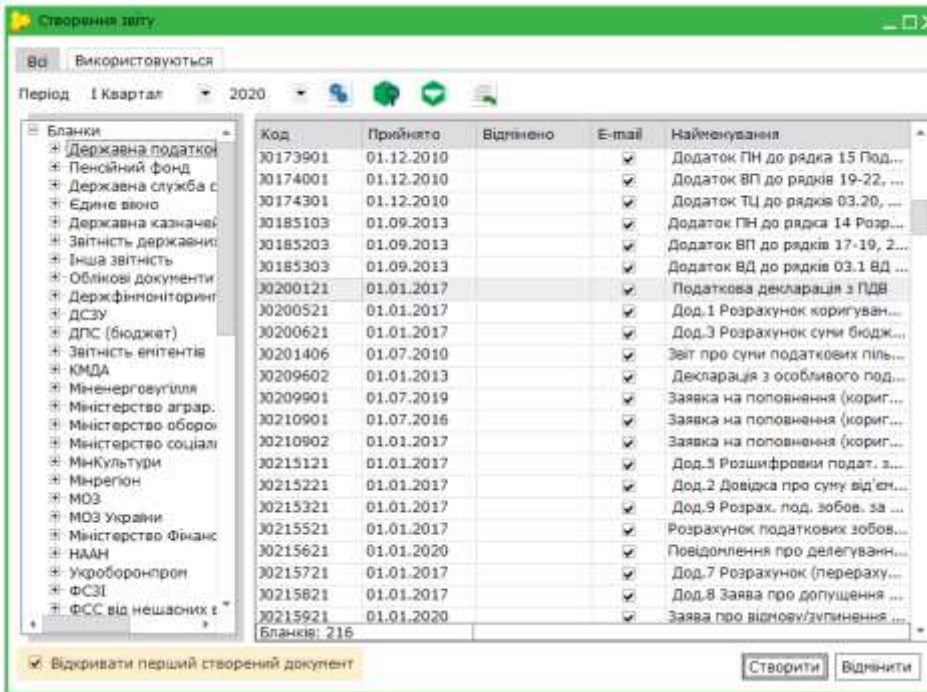 Створення звіту
Всі Використовуються
Період I Квартал 2020
Бланки
Державна податков
Пенсійний фонд
Державна служба с
Єдине вікно
Державна казначей
Звітність державних
Інша звітність
Облікові документи
Держфінмоніторинг
ДСЗУ
ДПС (бюджет)
Звітність емітентів
КМДА
Міненерговугілля
Міністерство аграр.
Міністерство оборон
Міністерство соціалі
МінКультури
Мінрегіон
МОЗ
МОЗ України
Міністерство Фінанс
НААН
Укроборонпром
ФСЗІ
ФСС від нещасних в
Код Прийнято Відмінено E-mail Найменування
J0173901 01.12.2010 Додаток ПН до рядка 15 Под...
J0174001 01.12.2010 Додаток ВП до рядків 19-22, ...
J0174301 01.12.2010 Додаток ТЦ до рядків 03.20, ...
J0185103 01.09.2013 Додаток ПН до рядка 14 Розр...
J0185203 01.09.2013 Додаток ВП до рядків 17-19, 2...
J0185303 01.09.2013 Додаток ВД до рядків 03.1 ВД ...
J0200121 01.01.2017 Податкова декларація з ПДВ
J0200521 01.01.2017 Дод.1 Розрахунок коригуван...
J0200621 01.01.2017 Дод.3 Розрахунок суми бюдж...
J0201406 01.07.2010 Звіт про суми податкових піль...
J0209602 01.01.2013 Декларація з особливого под...
J0209901 01.07.2019 Заявка на поповнення (кориг...
J0210901 01.07.2016 Заявка на поповнення (кориг...
J0210902 01.01.2017 Заявка на поповнення (кориг...
J0215121 01.01.2017 Дод.5 Розшифровки подат. з...
J0215221 01.01.2017 Дод.2 Довідка про суму від'єм...
J0215321 01.01.2017 Дод.9 Розрах. под. зобов. за ...
J0215521 01.01.2017 Розрахунок податкових зобов...
J0215621 01.01.2020 Повідомлення про делегуванн...
J0215721 01.01.2017 Дод.7 Розрахунок (перераху...
J0215821 01.01.2017 Дод.8 Заява про допущення ...
J0215921 01.01.2020 Заява про відмову/зупинення ...
Бланків: 216
Відкривати перший створений документ
Створити Відмінити